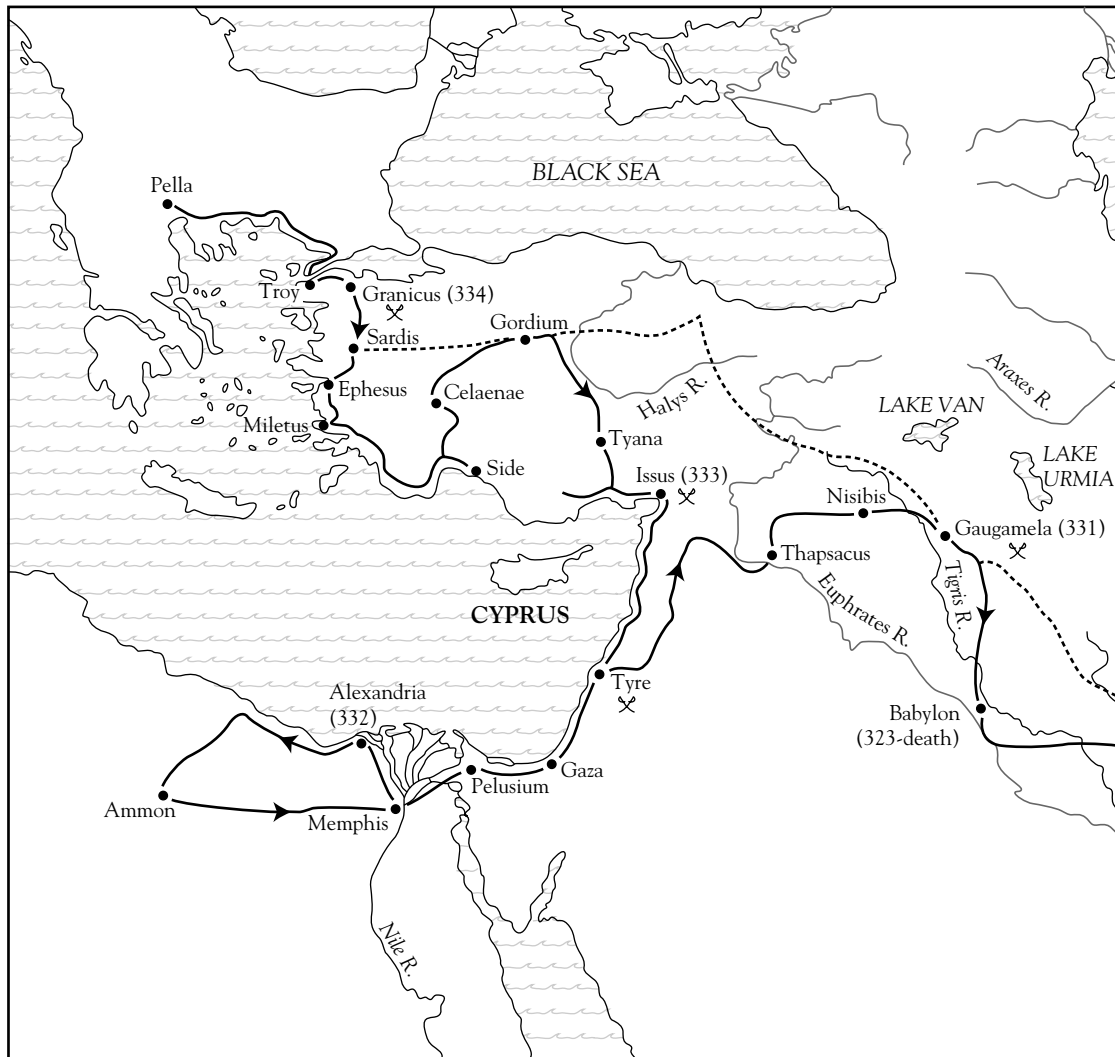 BLACK SEA
Pella
Troy
Granicus (334)
Sardis
Gordium
Ephesus
Celaenae
Halys R.
Araxes R.
LAKE VAN
Miletus
Tyana
LAKE
URMIA
Side
Issus (333)
Nisibis
Gaugamela (331)
Thapsacus
Tigris R.
Euphrates R.
CYPRUS
Tyre
Alexandria
(332)
Babylon
(323-death)
Gaza
Pelusium
Ammon
Memphis
Nile R.